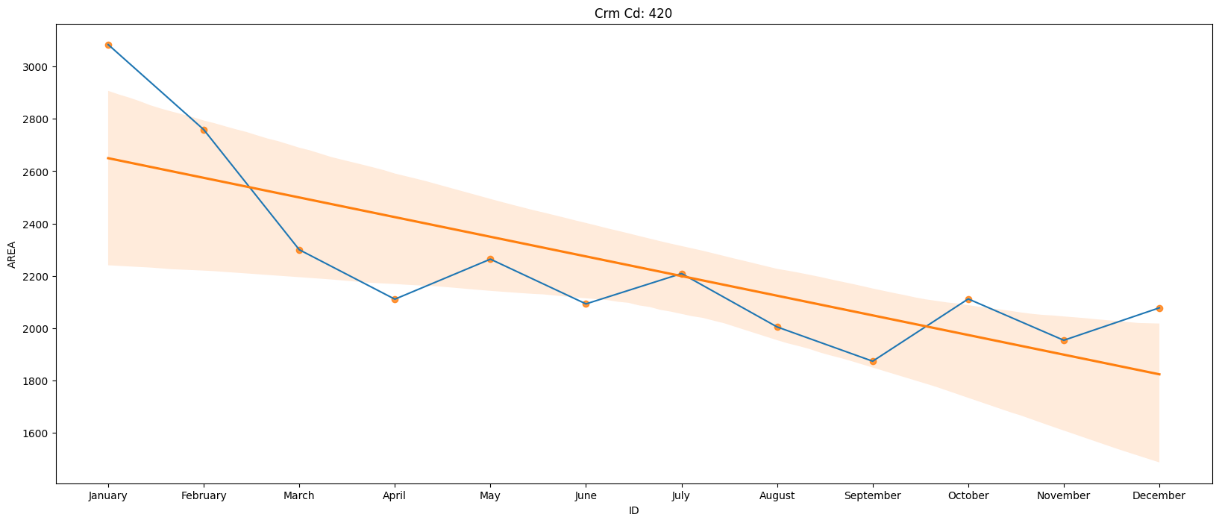 Crm Cd: 420
AREA
3000
2800
2600
2400
2200
2000
1800
1600
January February March April May June July August September October November December
ID